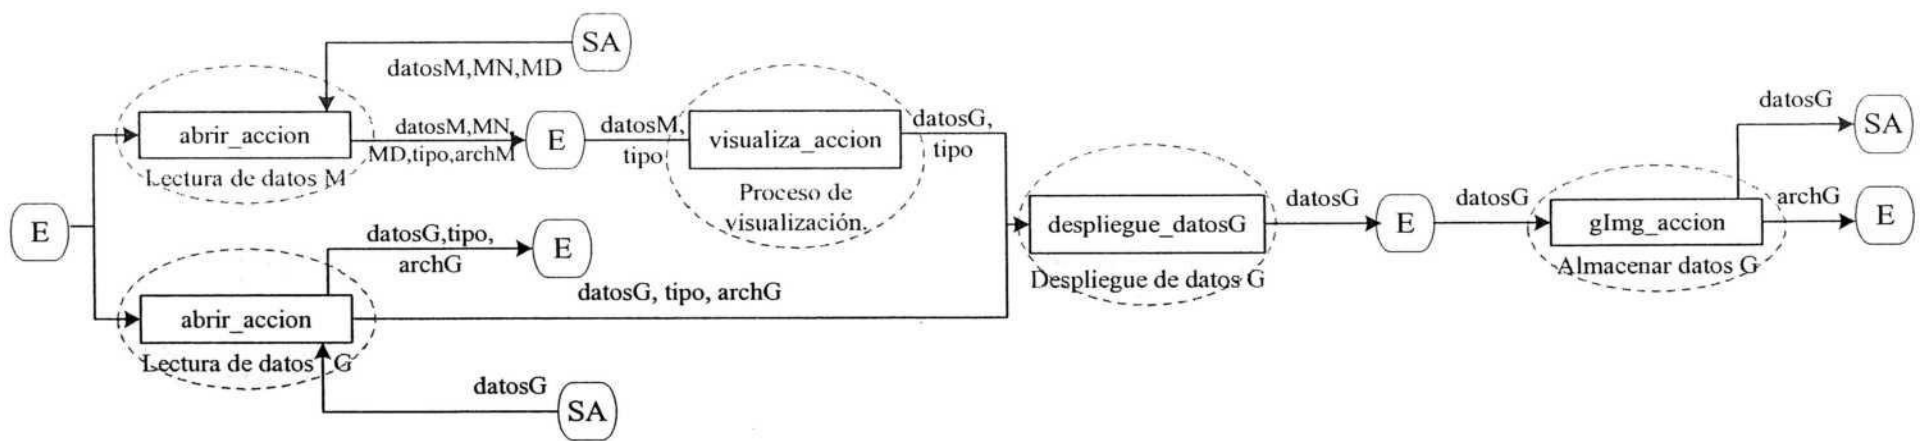 SA
datosM,MN,MD
abrir_accion
Lectura de datos M
datosM,MN,
MD,tipo,archM
E
datosM,
tipo
visualiza_accion
Proceso de
visualización.
datosG,
tipo
E
datosG,tipo,
archG
E
abrir_accion
Lectura de datos G
datosG, tipo, archG
datosG
SA
despliegue_datosG
Despliegue de datos G
datosG
E
datosG
gImg_accion
Almacenar datos G
datosG
SA
archG
E